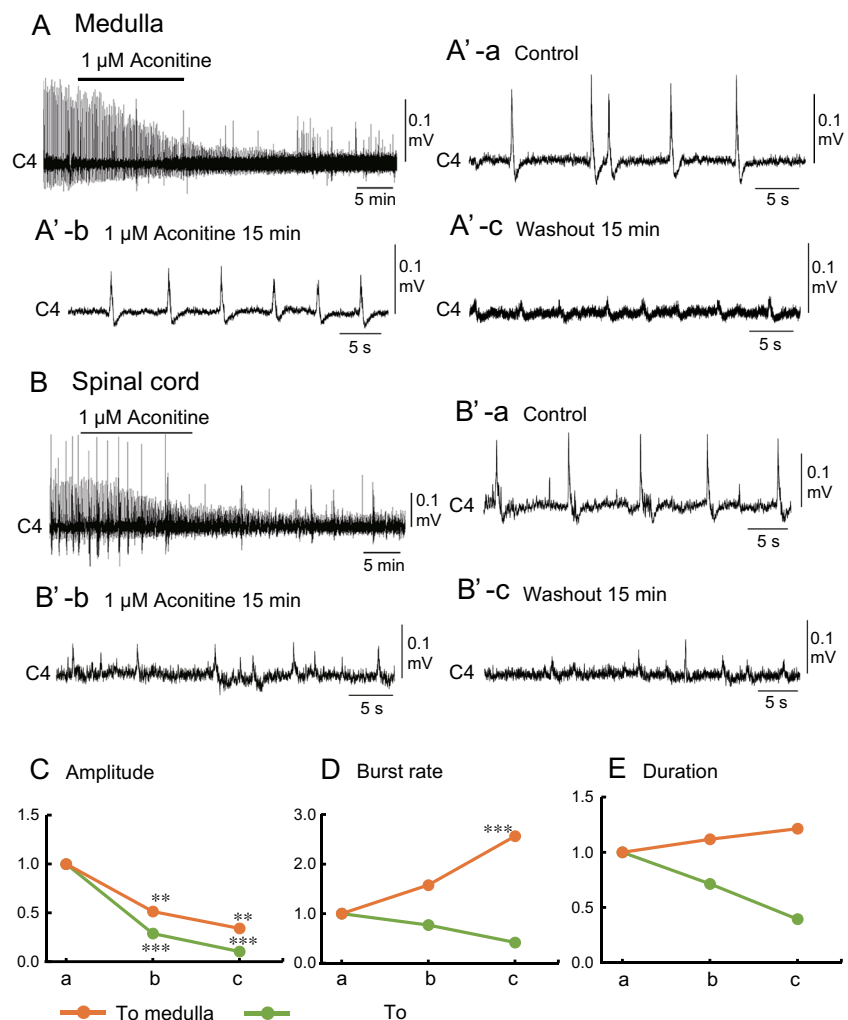 A Medulla
1 µM Aconitine
C4
0.1 mV
5 min
A'-a Control
C4
0.1 mV
5 s
A'-b 1 µM Aconitine 15 min
C4
0.1 mV
5 s
A'-c Washout 15 min
C4
0.1 mV
5 s
B Spinal cord
1 µM Aconitine
C4
0.1 mV
5 min
B'-a Control
C4
0.1 mV
5 s
B'-b 1 µM Aconitine 15 min
C4
0.1 mV
5 s
B'-c Washout 15 min
C4
0.1 mV
5 s
C Amplitude
1.5
1.0
0.5
0.0
** **
*** ***
a b c
D Burst rate
3.0
2.0
1.0
0.0
***
a b c
E Duration
1.5
1.0
0.5
0.0
a b c
To medulla To